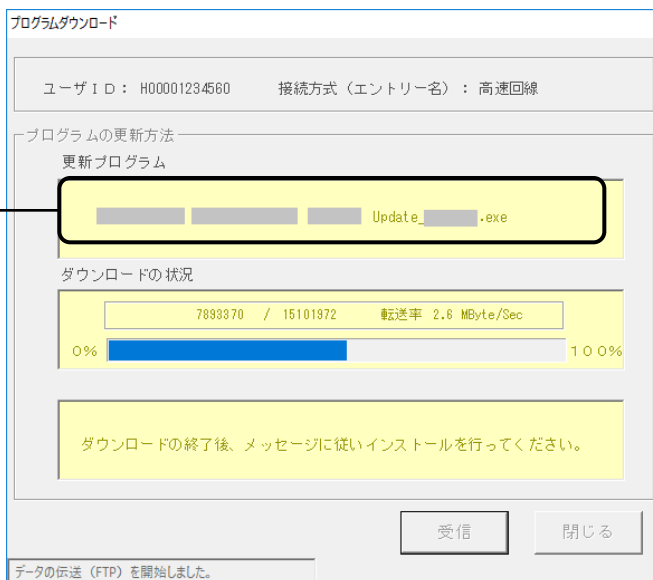 プログラムダウンロード
ユーザID： H00001234560 接続方式（エントリー名）：高速回線
プログラムの更新方法
更新プログラム
Update_ .exe
ダウンロードの状況
7893370 / 15101972 転送率 2.6 MByte/Sec
0% 100%
ダウンロードの終了後、メッセージに従いインストールを行ってください。
受信 閉じる
データの伝送（FTP）を開始しました。